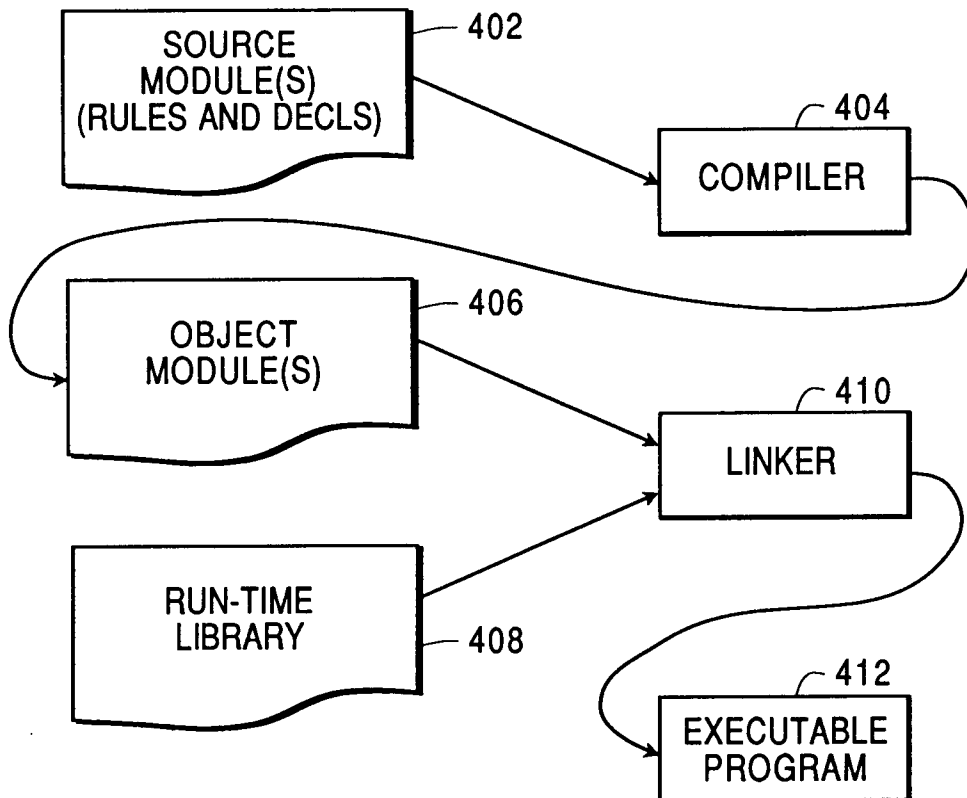 SOURCE
MODULE(S)
(RULES AND DECLS)
402
404
COMPILER
406
OBJECT
MODULE(S)
410
LINKER
RUN-TIME
LIBRARY
408
412
EXECUTABLE
PROGRAM